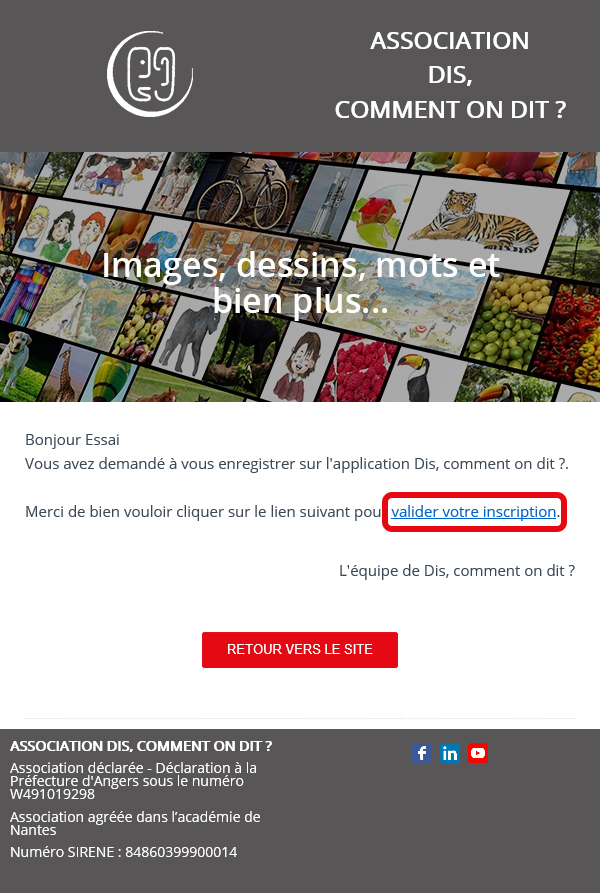 ASSOCIATION
DIS,
COMMENT ON DIT ?
Images, dessins, mots et
bien plus...
Bonjour Essai
Vous avez demandé à vous enregistrer sur l'application Dis, comment on dit ?.
Merci de bien vouloir cliquer sur le lien suivant pou valider votre inscription.
L'équipe de Dis, comment on dit ?
RETOUR VERS LE SITE
ASSOCIATION DIS, COMMENT ON DIT ?
Association déclarée - Déclaration à la
Préfecture d'Angers sous le numéro
W491019298
Association agréée dans l’académie de
Nantes
Numéro SIRENE : 84860399900014